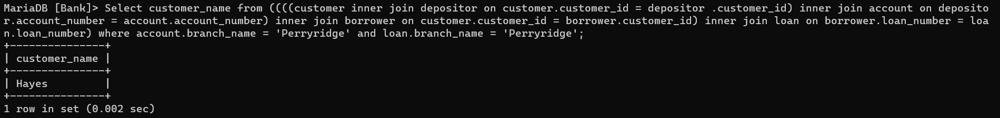 MariaDB [Bank]> Select customer_name from ((((customer inner join depositor on customer.customer_id = depositor .customer_id) inner join account on deposito
r.account_number = account.account_number) inner join borrower on customer.customer_id = borrower.customer_id) inner join loan on borrower.loan_number = loa
n.loan_number) where account.branch_name = 'Perryridge' and loan.branch_name = 'Perryridge';
+---------------+
| customer_name |
+---------------+
| Hayes         |
+---------------+
1 row in set (0.002 sec)